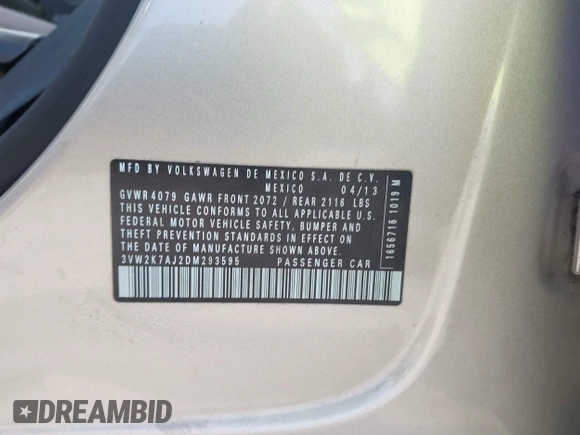 MFD BY VOLKSWAGEN DE MEXICO S.A. DE C.V.
MEXICO 04/13
GVWR 4079 GAWR FRONT 2072 / REAR 2116 LBS
THIS VEHICLE CONFORMS TO ALL APPLICABLE U.S.
FEDERAL MOTOR VEHICLE SAFETY, BUMPER AND
THEFT PREVENTION STANDARDS IN EFFECT ON THE
DATE OF MANUFACTURE SHOWN ABOVE.
3VW2K7AJ2DM293595 PASSENGER CAR
1656716 1019 M
DREAMBID